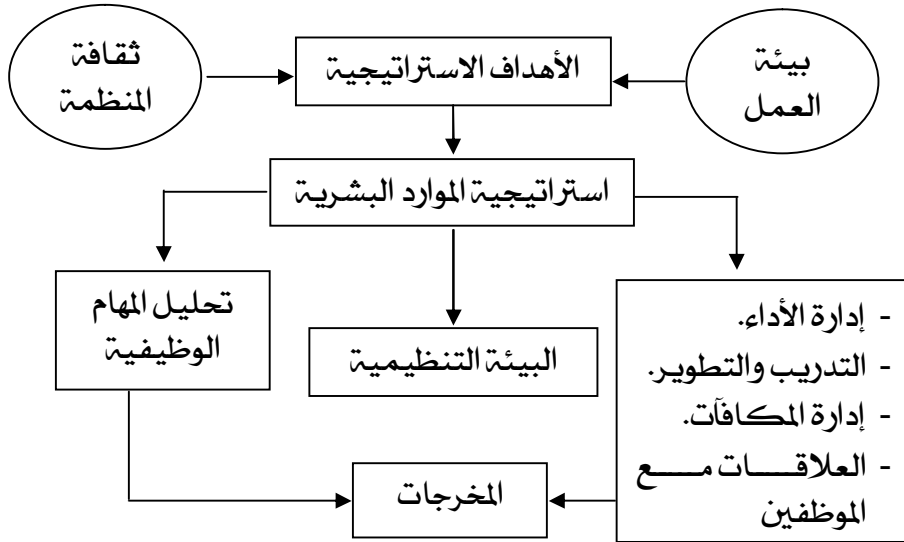 ثقافة
المنظمة
الأهداف الاستراتيجية
بيئة
العمل
استراتيجية الموارد البشرية
تحليل المهام
الوظيفية
البيئة التنظيمية
- إدارة الأداء.
- التدريب والتطوير.
- إدارة المكافآت.
- العلاقات مع
الموظفين
المخرجات